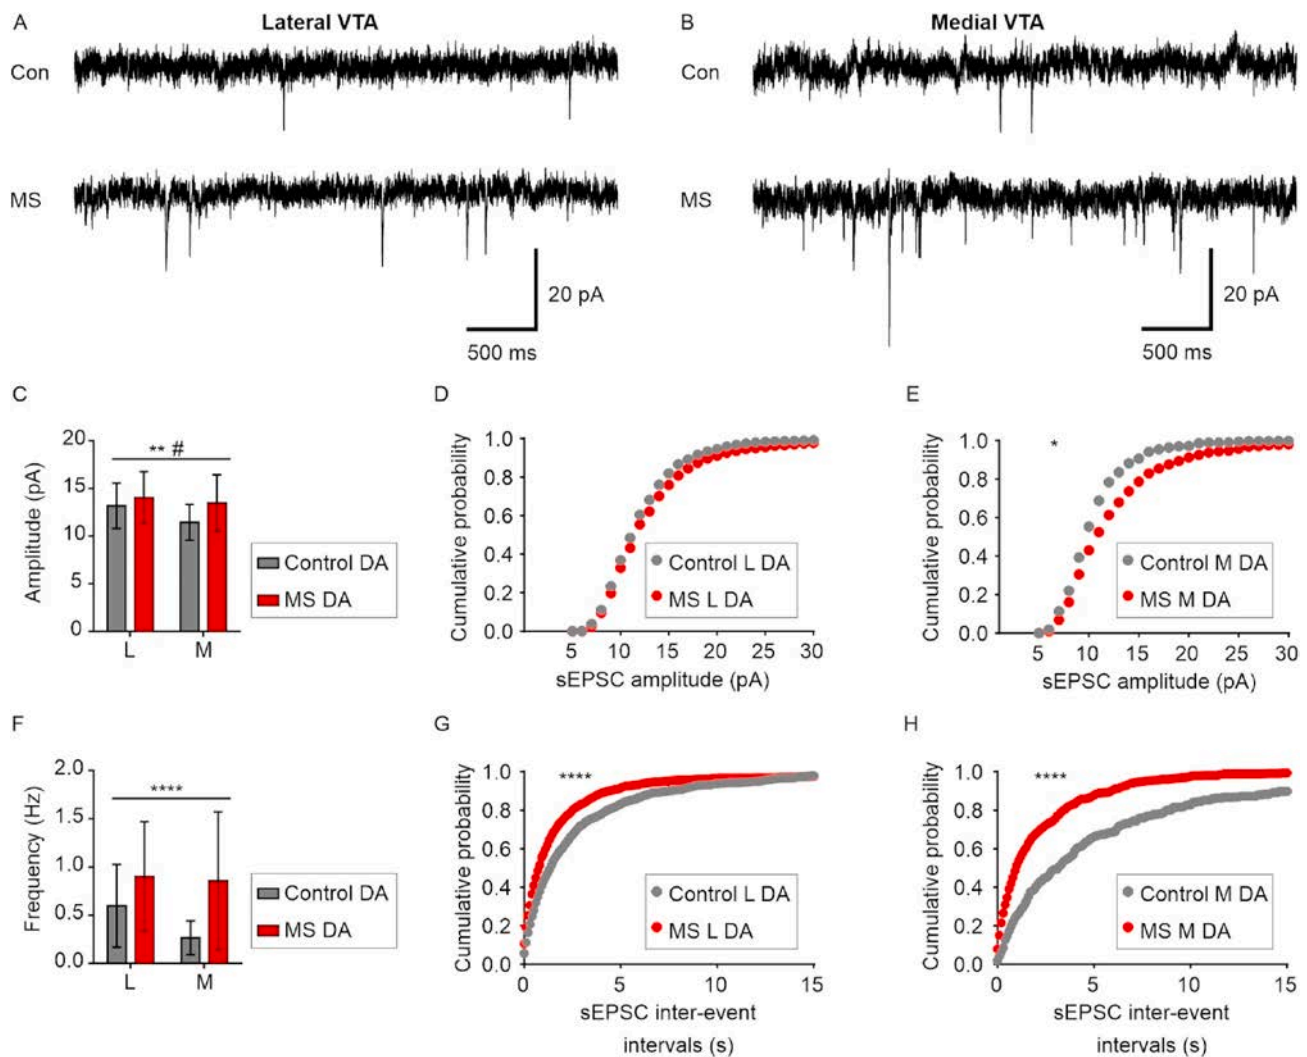 A
Lateral VTA
B
Medial VTA
Con
Con
MS
MS
20 pA
500 ms
20 pA
500 ms
C
20
15
10
5
0
Amplitude (pA)
** #
L
M
Control DA
MS DA
D
1.0
0.8
0.6
0.4
0.2
0.0
Cumulative probability
Control L DA
MS L DA
5 10 15 20 25 30
sEPSC amplitude (pA)
E
1.0
0.8
0.6
0.4
0.2
0.0
Cumulative probability
*
Control M DA
MS M DA
5 10 15 20 25 30
sEPSC amplitude (pA)
F
2.0
1.5
1.0
0.5
0.0
Frequency (Hz)
****
L
M
Control DA
MS DA
G
1.0
0.8
0.6
0.4
0.2
0.0
Cumulative probability
****
Control L DA
MS L DA
0 5 10 15
sEPSC inter-event
intervals (s)
H
1.0
0.8
0.6
0.4
0.2
0.0
Cumulative probability
****
Control M DA
MS M DA
0 5 10 15
sEPSC inter-event
intervals (s)